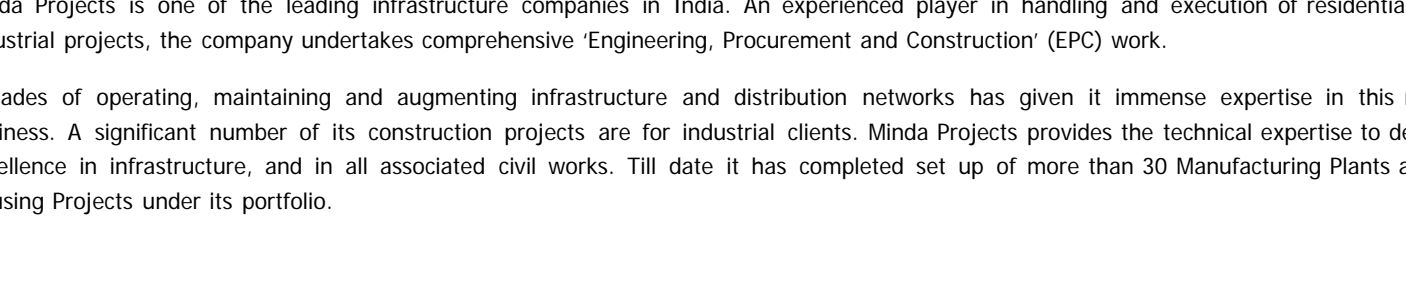 da Projects is one of the leading infrastructure companies in India. An experienced player in handling and execution of residentia
ustrial projects, the company undertakes comprehensive ‘Engineering, Procurement and Construction’ (EPC) work.
ades of operating, maintaining and augmenting infrastructure and distribution networks has given it immense expertise in this
iness. A significant number of its construction projects are for industrial clients. Minda Projects provides the technical expertise to de
ellence in infrastructure, and in all associated civil works. Till date it has completed set up of more than 30 Manufacturing Plants a
using Projects under its portfolio.